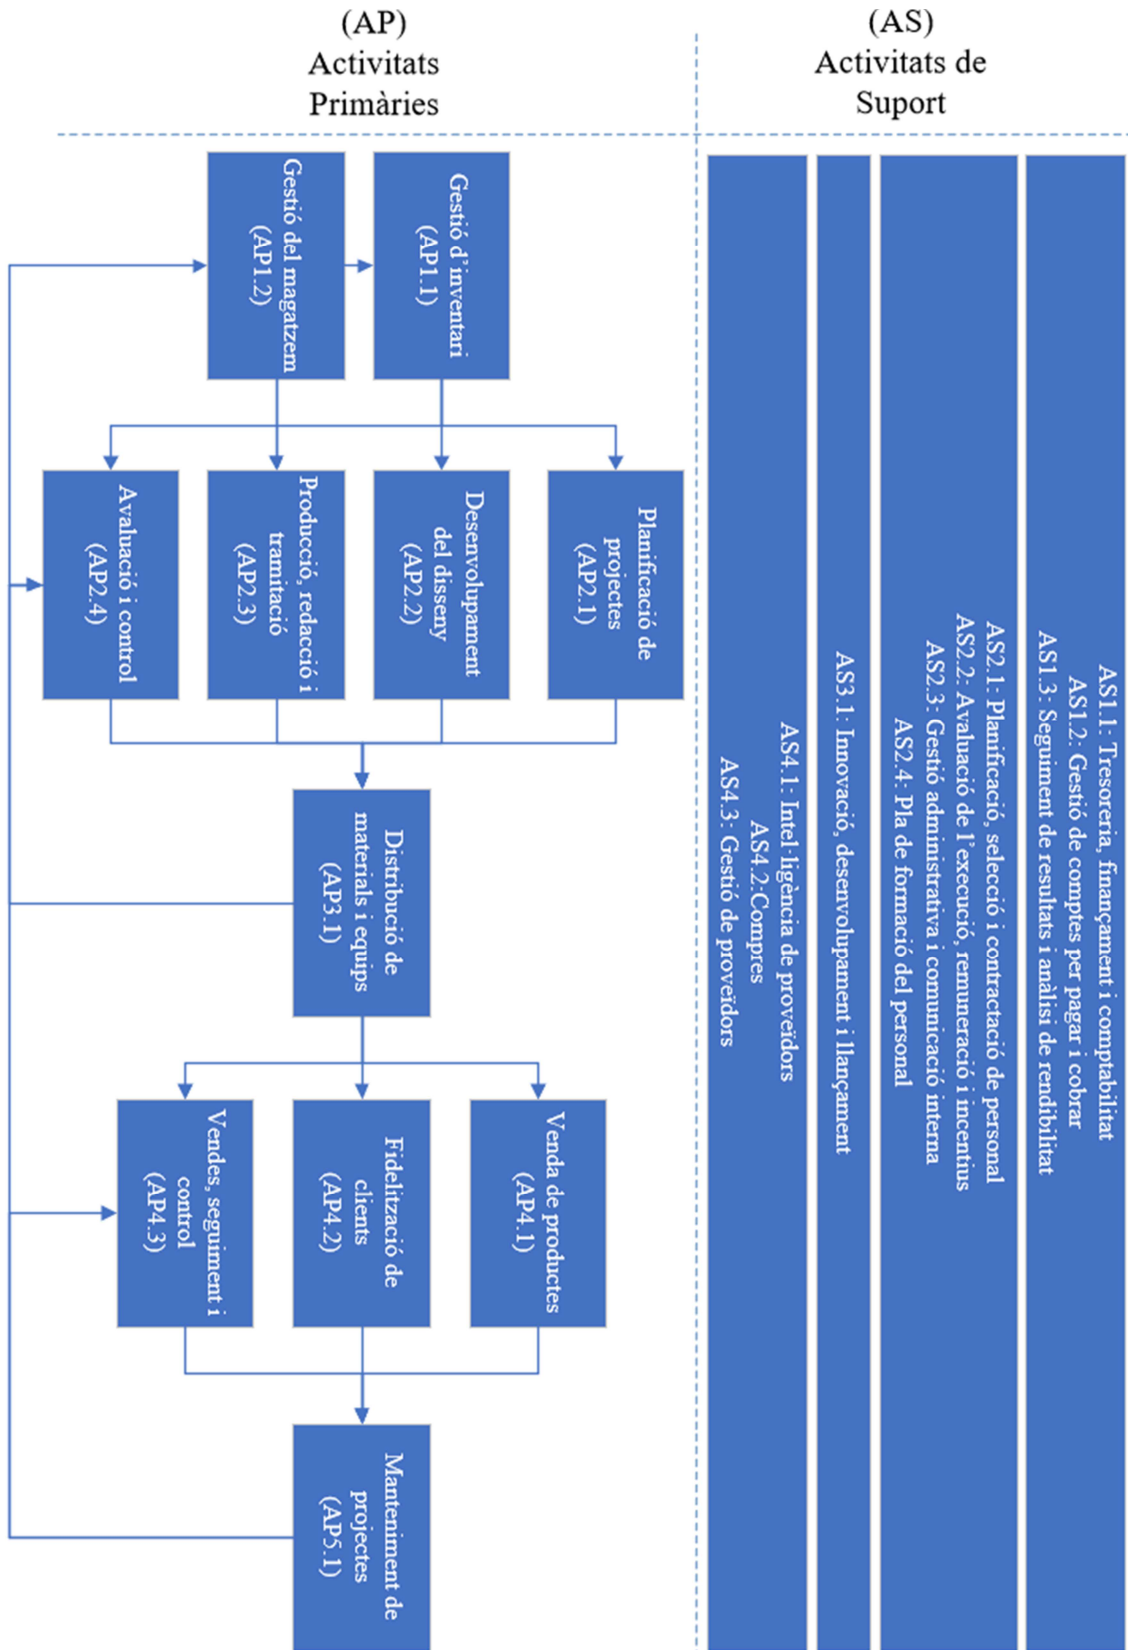 (AS)
Activitats de
Suport
AS1.1: Tresoreria, finançament i comptabilitat
AS1.2: Gestió de comptes per pagar i cobrar
AS1.3: Seguiment de resultats i anàlisi de rendibilitat
AS2.1: Planificació, selecció i contractació de personal
AS2.2: Avaluació de l'execució, remuneració i incentius
AS2.3: Gestió administrativa i comunicació interna
AS2.4: Pla de formació del personal
AS3.1: Innovació, desenvolupament i llançament
AS4.1: Intel·ligència de proveïdors
AS4.2:Compres
AS4.3: Gestió de proveïdors
(AP)
Activitats
Primàries
Gestió d'inventari
(AP1.1)
Gestió del magatzem
(AP1.2)
Planificació de
projectes
(AP2.1)
Desenvolupament
del disseny
(AP2.2)
Producció, redacció i
tramitació
(AP2.3)
Avaluació i control
(AP2.4)
Distribució de
materials i equips
(AP3.1)
Venda de productes
(AP4.1)
Fidelització de
clients
(AP4.2)
Vendes, seguiment i
control
(AP4.3)
Manteniment de
projectes
(AP5.1)